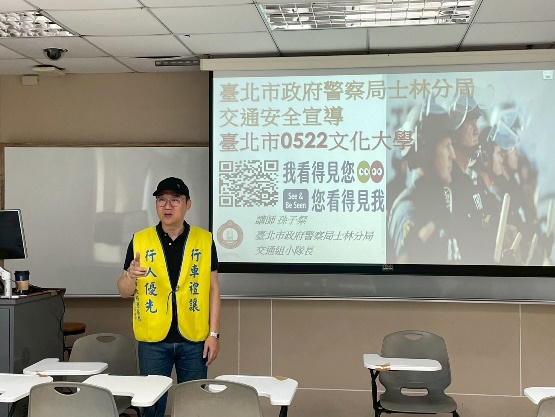 臺北市政府警察局士林分局
交通安全宣導
臺北市0522文化大學
我看得見您
See & Be Seen
您看得見我
講師 孫子棨
臺北市政府警察局士林分局
交通組小隊長
行車禮讓
行人優先